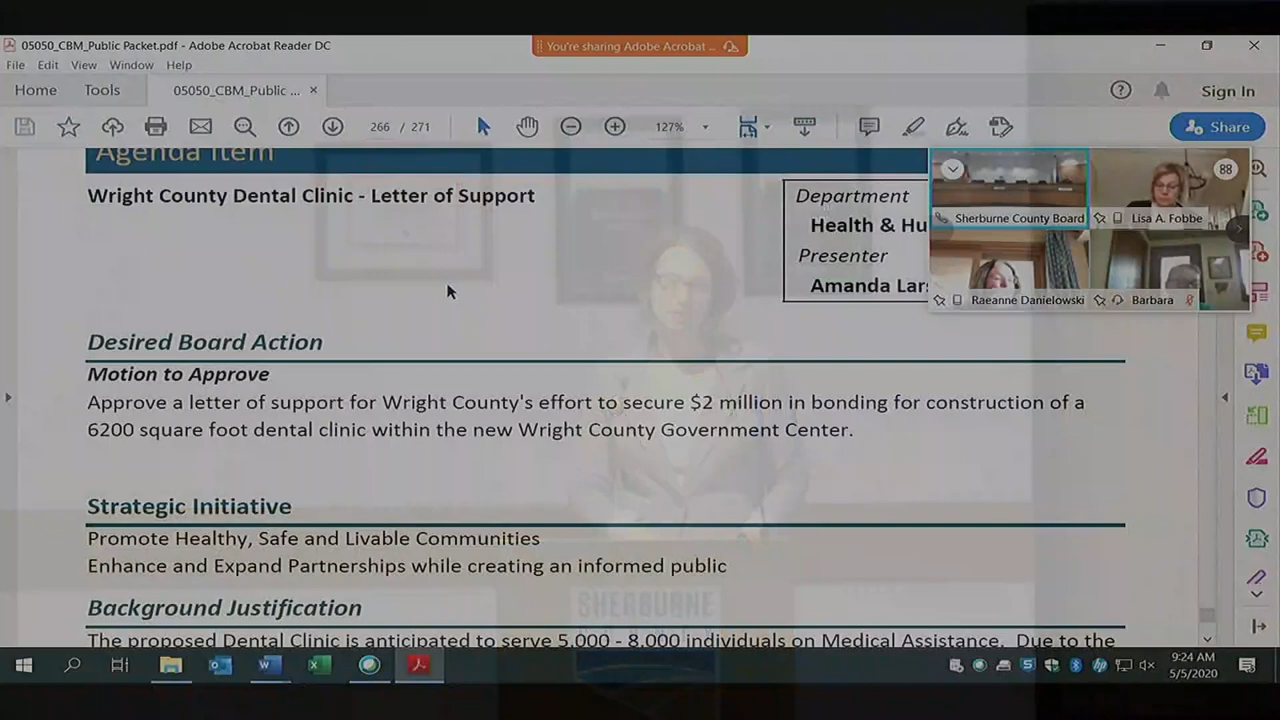 05050_CBM_Public Packet.pdf - Adobe Acrobat Reader DC
You're sharing Adobe Acrobat ...
File Edit View Window Help
Home Tools 05050_CBM_Public ... ×
Sign In
266 / 271
127%
Share
Agenda Item
Wright County Dental Clinic - Letter of Support
Department
Health & Hu
Presenter
Amanda Lar
88
Sherburne County Board
Lisa A. Fobbe
Raeanne Danielowski
Barbara
Desired Board Action
Motion to Approve
Approve a letter of support for Wright County's effort to secure $2 million in bonding for construction of a
6200 square foot dental clinic within the new Wright County Government Center.
Strategic Initiative
Promote Healthy, Safe and Livable Communities
Enhance and Expand Partnerships while creating an informed public
SHERBURNE
Background Justification
The proposed Dental Clinic is anticipated to serve 5,000 - 8,000 individuals on Medical Assistance. Due to the
9:24 AM
5/5/2020